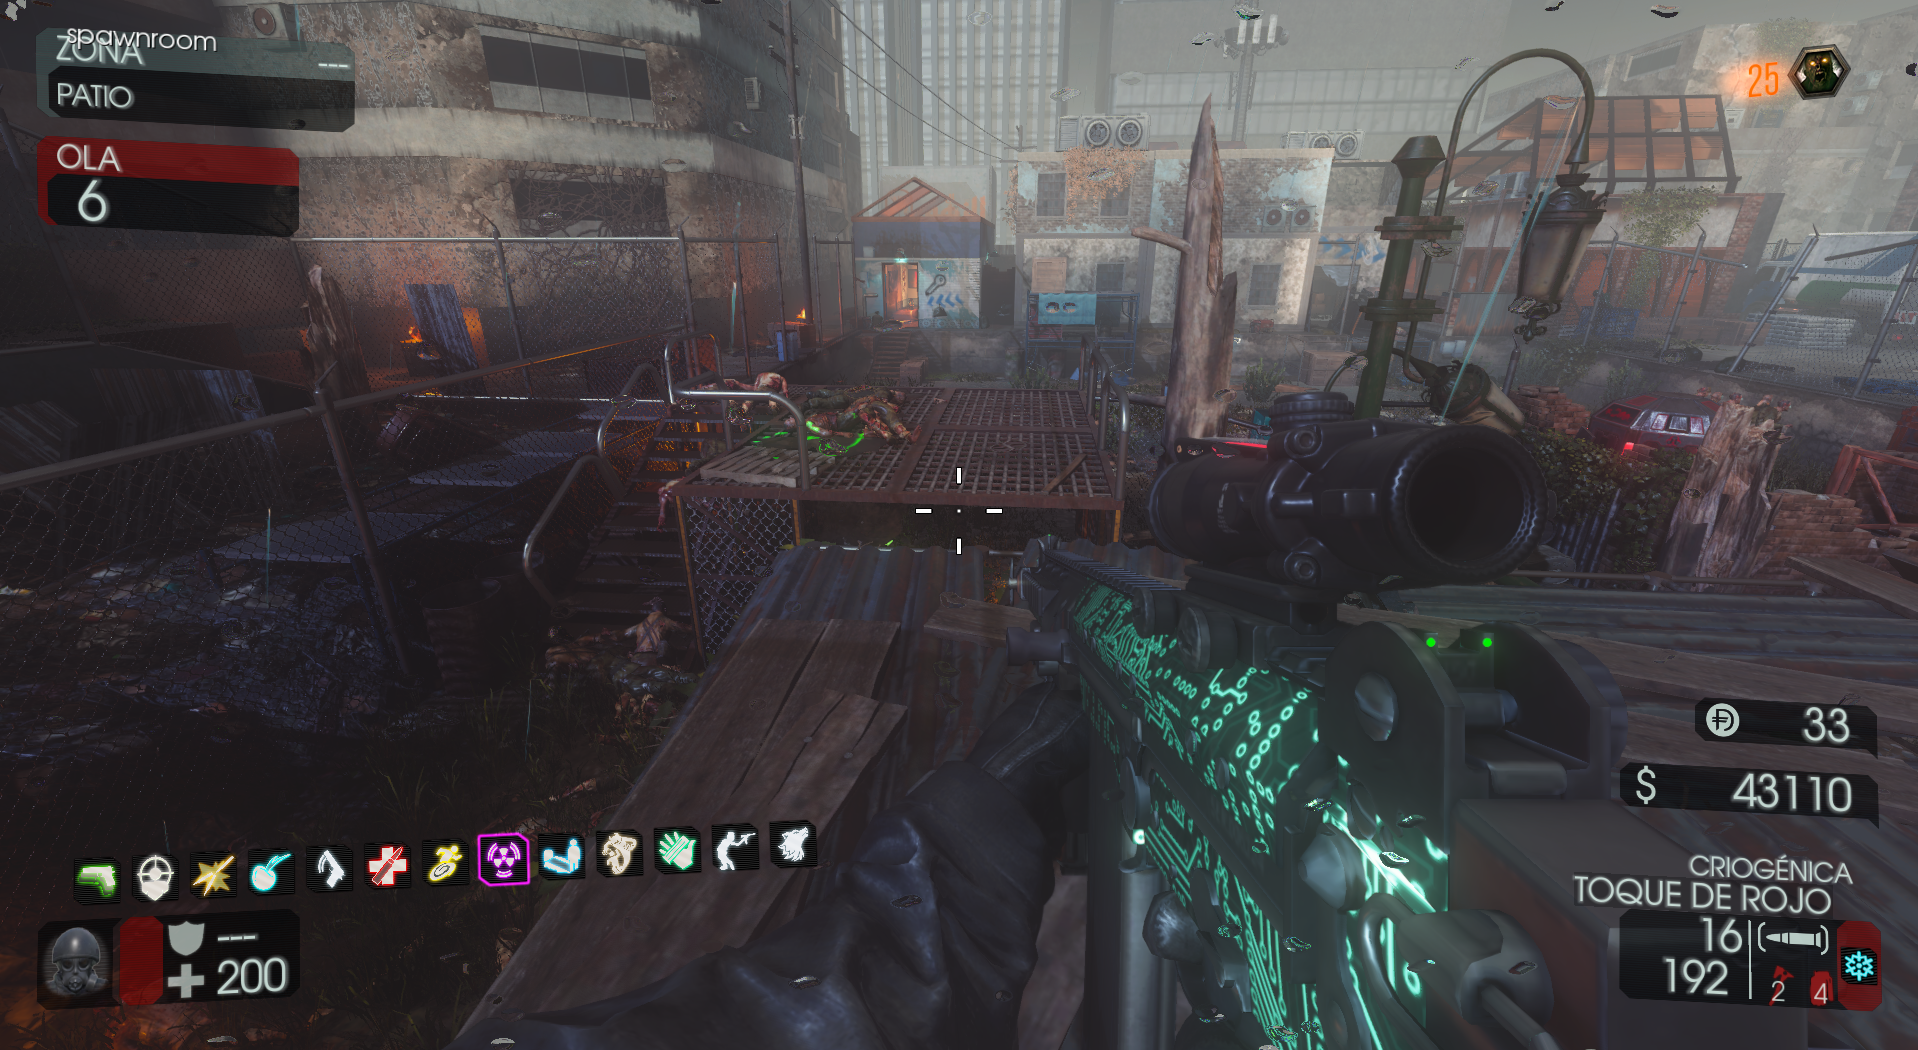 spawnroom
ZONA
---
PATIO
OLA
6
25
33
$ 43110
CRIOGÉNICA
TOQUE DE ROJO
16
192
2
4
---
200